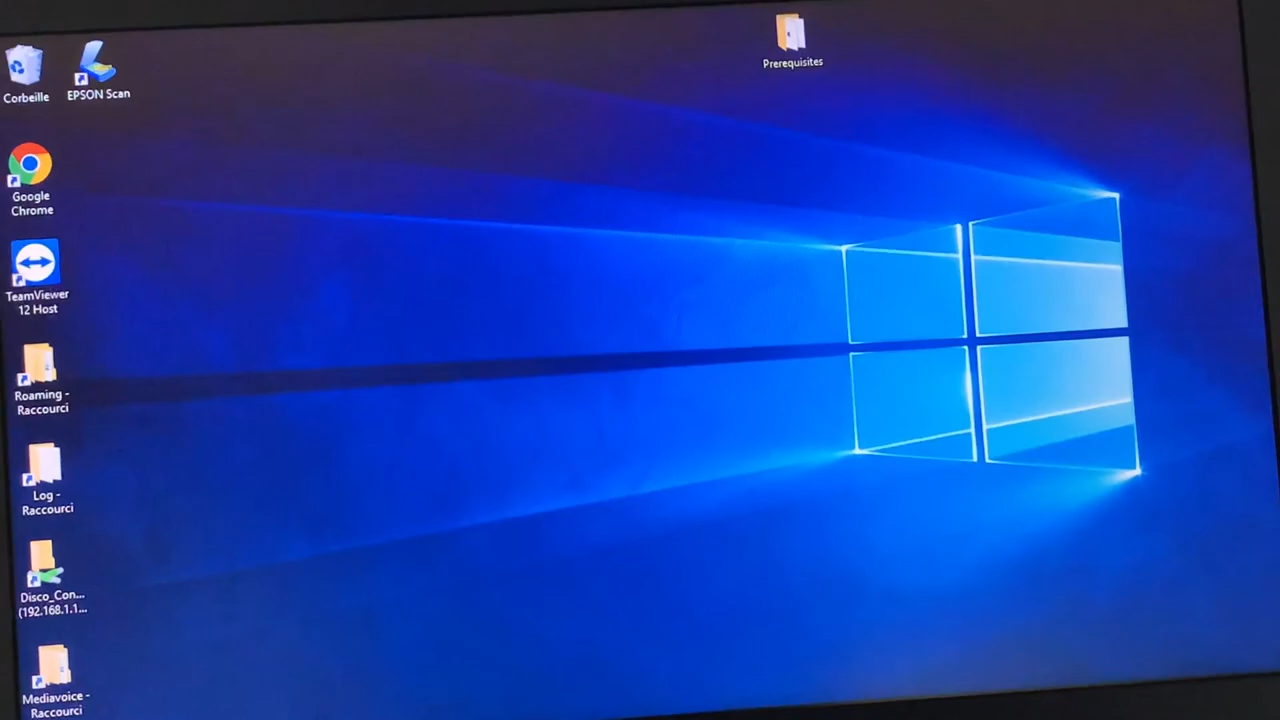 Corbeille
EPSON Scan
Prerequisites
Google
Chrome
TeamViewer
12 Host
Roaming -
Raccourci
Log -
Raccourci
Disco_Con...
(192.168.1.1...
Mediavoice -
Raccourci